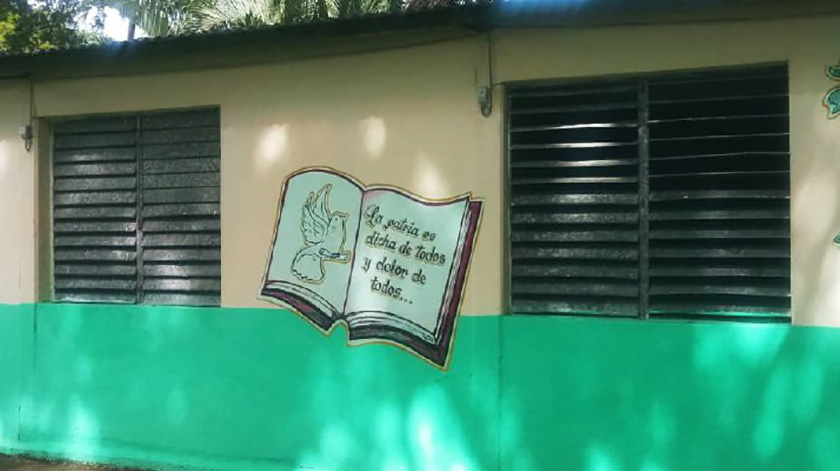 La patria es
dicha de todos
y dolor de
todos...